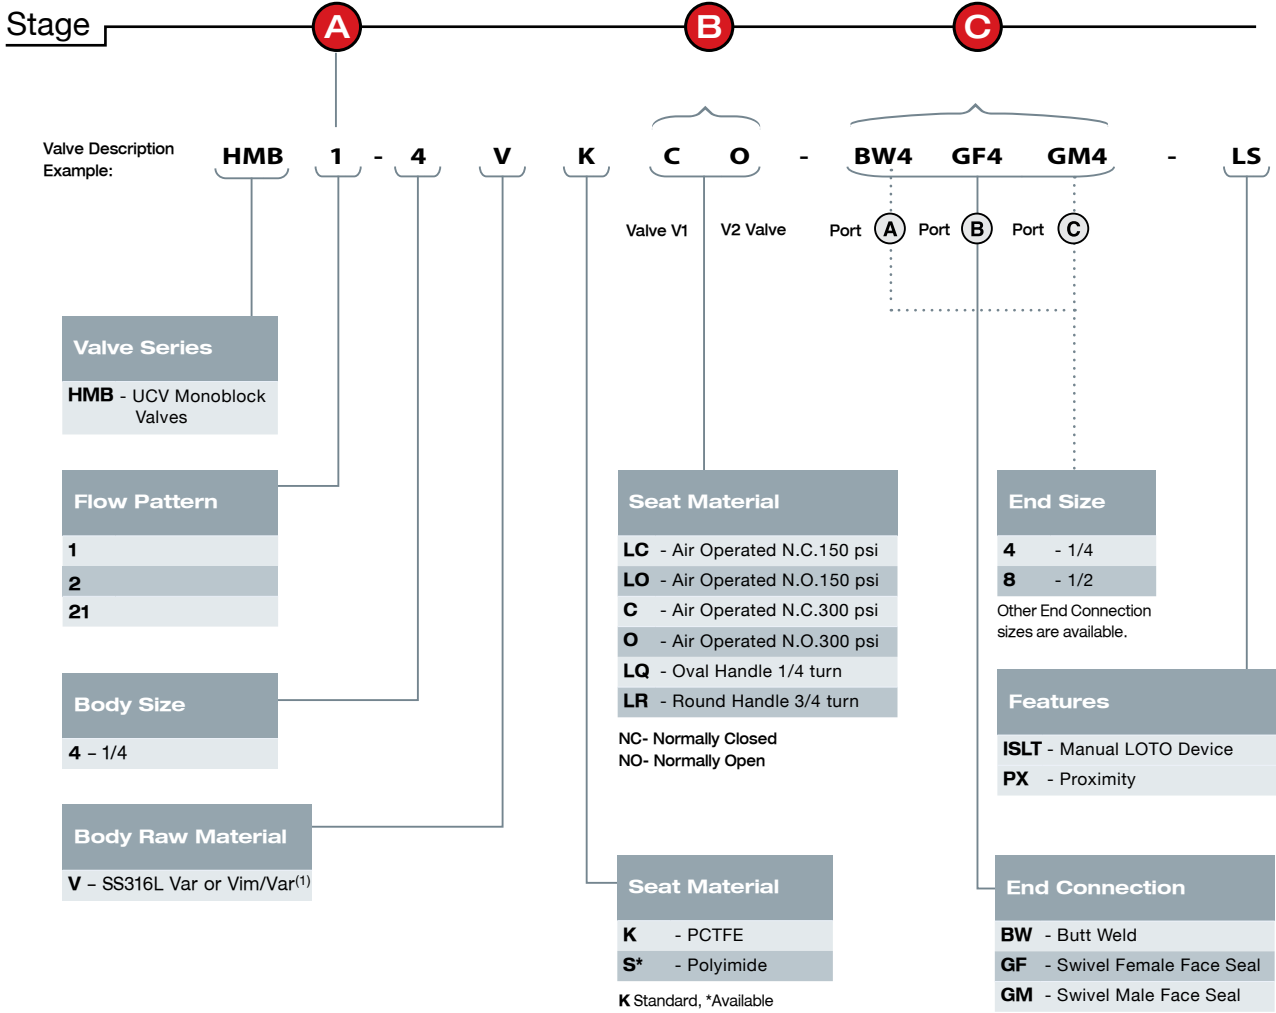 Stage
A
B
C
Valve Description
Example:
HMB 1 - 4 V K C O - BW4 GF4 GM4 - LS
Valve V1
V2 Valve
Port A Port B Port C
Valve Series
HMB - UCV Monoblock
Valves
Flow Pattern
1
2
21
Body Size
4 – 1/4
Body Raw Material
V – SS316L Var or Vim/Var(1)
Seat Material
LC - Air Operated N.C.150 psi
LO - Air Operated N.O.150 psi
C - Air Operated N.C.300 psi
O - Air Operated N.O.300 psi
LQ - Oval Handle 1/4 turn
LR - Round Handle 3/4 turn
NC- Normally Closed
NO- Normally Open
Seat Material
K - PCTFE
S* - Polyimide
K Standard, *Available
End Size
4 - 1/4
8 - 1/2
Other End Connection
sizes are available.
Features
ISLT - Manual LOTO Device
PX - Proximity
End Connection
BW - Butt Weld
GF - Swivel Female Face Seal
GM - Swivel Male Face Seal